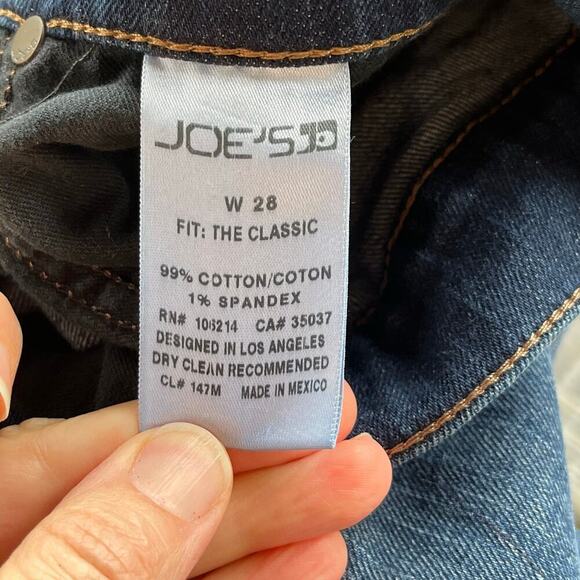 JOE'S
W 28
FIT: THE CLASSIC
99% COTTON/COTON
1% SPANDEX
RN# 106214 CA# 35037
DESIGNED IN LOS ANGELES
DRY CLEAN RECOMMENDED
CL# 147M MADE IN MEXICO